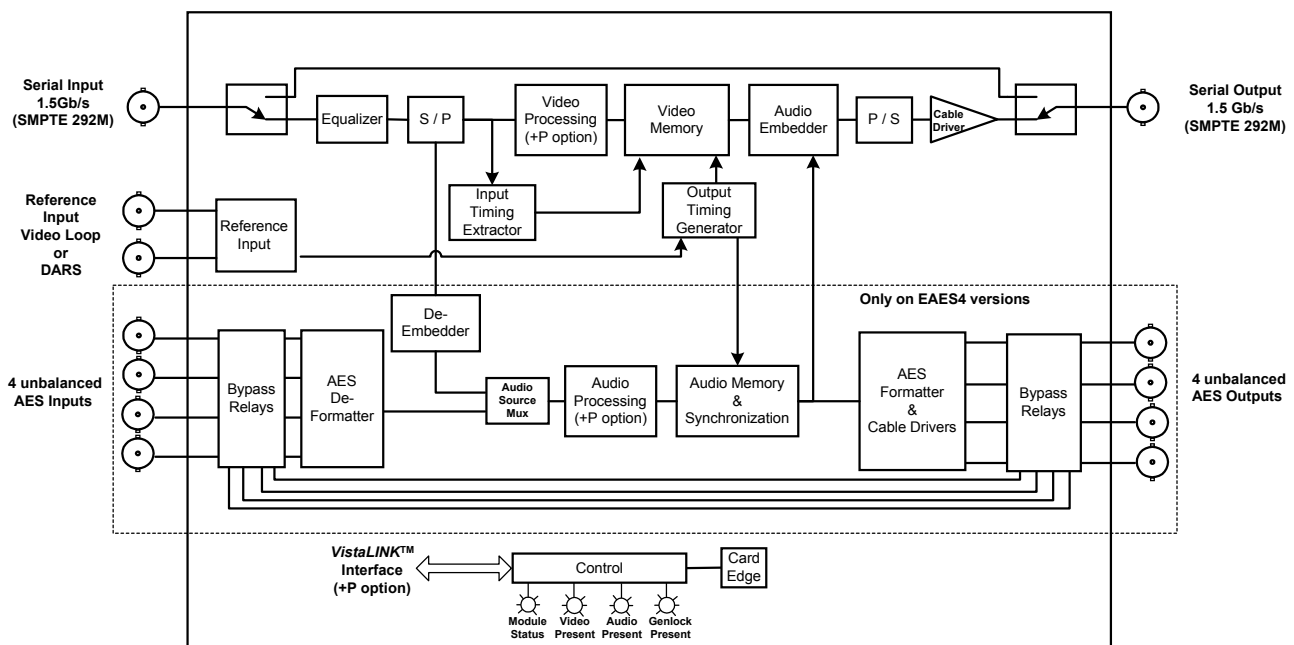 Serial Input
1.5Gb/s
(SMPTE 292M)
Equalizer
S / P
Video
Processing
(+P option)
Video
Memory
Audio
Embedder
P / S
Cable
Driver
Serial Output
1.5 Gb/s
(SMPTE 292M)
Reference
Input
Video Loop
or
DARS
Reference
Input
Input
Timing
Extractor
Output
Timing
Generator
Only on EAES4 versions
De-
Embedder
4 unbalanced
AES Inputs
Bypass
Relays
AES
De-
Formatter
Audio
Source
Mux
Audio
Processing
(+P option)
Audio Memory
&
Synchronization
AES
Formatter
&
Cable Drivers
Bypass
Relays
4 unbalanced
AES Outputs
VistaLINK™
Interface
(+P option)
Control
Card
Edge
Module
Status
Video
Present
Audio
Present
Genlock
Present